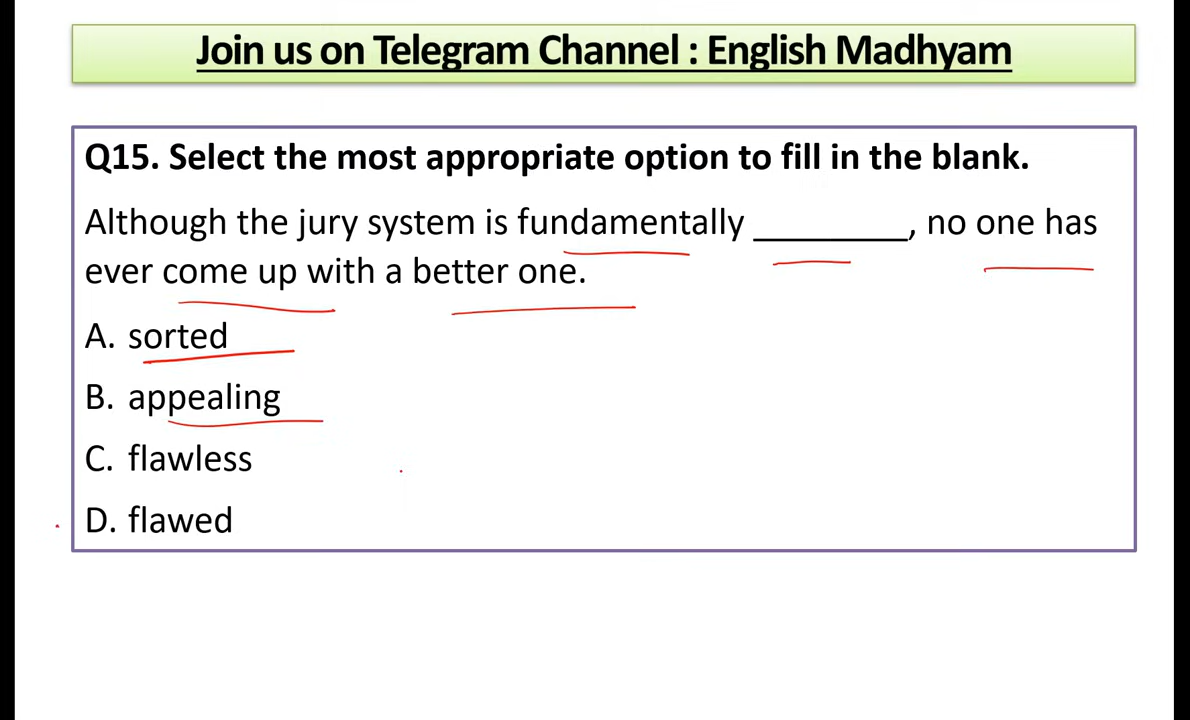 Join us on Telegram Channel : English Madhyam
Q15. Select the most appropriate option to fill in the blank.
Although the jury system is fundamentally ________, no one has
ever come up with a better one.
A. sorted
B. appealing
C. flawless
D. flawed